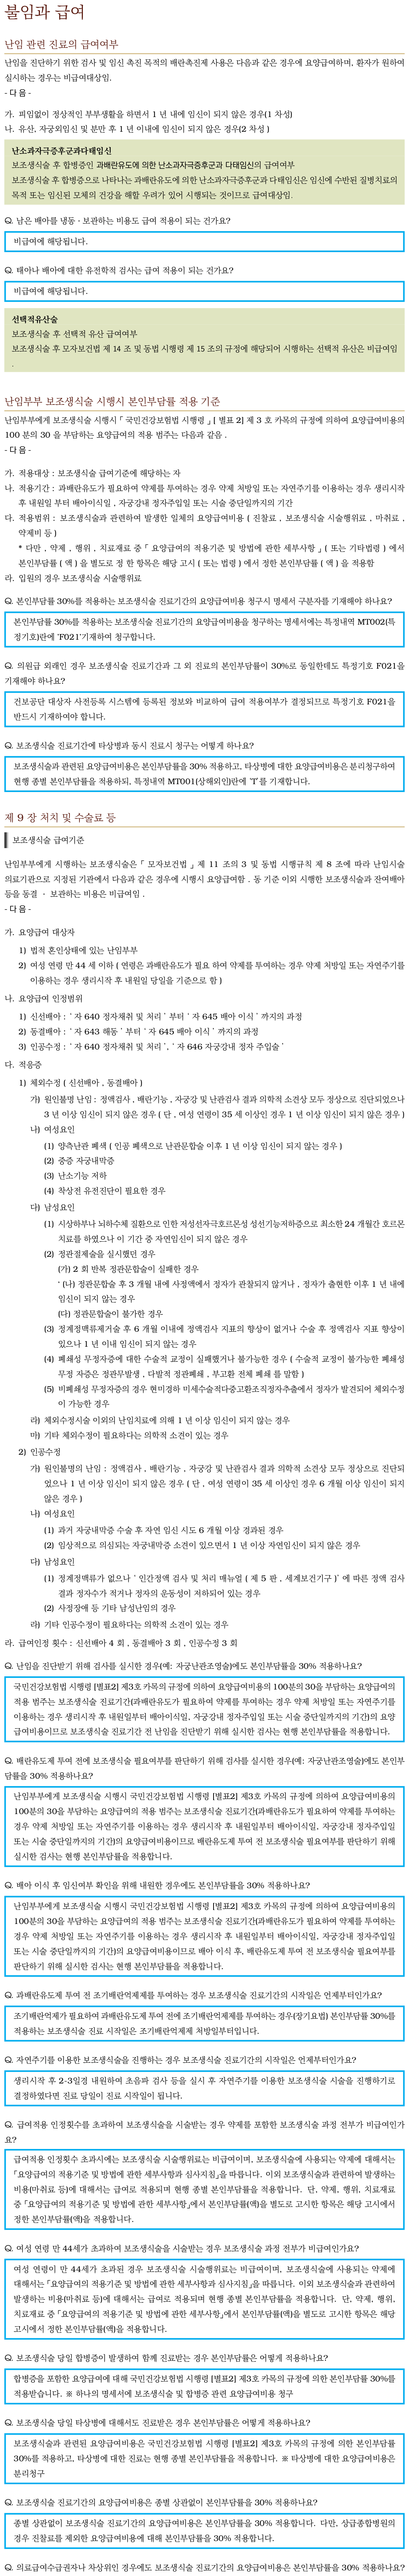 불임과 급여
난임 관련 진료의 급여여부
난임을 진단하기 위한 검사 및 임신 촉진 목적의 배란촉진제 사용은 다음과 같은 경우에 요양급여하며, 환자가 원하여
실시하는 경우는 비급여대상임.
- 다 음 -
가. 피임없이 정상적인 부부생활을 하면서 1 년 내에 임신이 되지 않은 경우(1 차성)
나. 유산, 자궁외임신 및 분만 후 1 년 이내에 임신이 되지 않은 경우(2 차성 )
난소과자극증후군과다태임신
보조생식술 후 합병증인 과배란유도에 의한 난소과자극증후군과 다태임신의 급여여부
보조생식술 후 합병증으로 나타나는 과배란유도에 의한 난소과자극증후군과 다태임신은 임신에 수반된 질병치료의
목적 또는 임신된 모체의 건강을 해할 우려가 있어 시행되는 것이므로 급여대상임.
Q. 남은 배아를 냉동 · 보관하는 비용도 급여 적용이 되는 건가요?
비급여에 해당됩니다.
Q. 태아나 배아에 대한 유전학적 검사는 급여 적용이 되는 건가요?
비급여에 해당됩니다.
선택적유산술
보조생식술 후 선택적 유산 급여여부
보조생식술 후 모자보건법 제 14 조 및 동법 시행령 제 15 조의 규정에 해당되어 시행하는 선택적 유산은 비급여임
.
난임부부 보조생식술 시행시 본인부담률 적용 기준
난임부부에게 보조생식술 시행시 「 국민건강보험법 시행령 」 [ 별표 2] 제 3 호 카목의 규정에 의하여 요양급여비용의
100 분의 30 을 부담하는 요양급여의 적용 범주는 다음과 같음 .
- 다 음 -
가. 적용대상 : 보조생식술 급여기준에 해당하는 자
나. 적용기간 : 과배란유도가 필요하여 약제를 투여하는 경우 약제 처방일 또는 자연주기를 이용하는 경우 생리시작
후 내원일 부터 배아이식일 , 자궁강내 정자주입일 또는 시술 중단일까지의 기간
다. 적용범위 : 보조생식술과 관련하여 발생한 일체의 요양급여비용 ( 진찰료 , 보조생식술 시술행위료 , 마취료 ,
약제비 등 )
* 다만 , 약제 , 행위 , 치료재료 중 「 요양급여의 적용기준 및 방법에 관한 세부사항 」 ( 또는 기타법령 ) 에서
본인부담률 ( 액 ) 을 별도로 정 한 항목은 해당 고시 ( 또는 법령 ) 에서 정한 본인부담률 ( 액 ) 을 적용함
라. 입원의 경우 보조생식술 시술행위료
Q. 본인부담률 30%를 적용하는 보조생식술 진료기간의 요양급여비용 청구시 명세서 구분자를 기재해야 하나요?
본인부담률 30%를 적용하는 보조생식술 진료기간의 요양급여비용을 청구하는 명세서에는 특정내역 MT002(특
정기호)란에 'F021'기재하여 청구합니다.
Q. 의원급 외래인 경우 보조생식술 진료기간과 그 외 진료의 본인부담률이 30%로 동일한데도 특정기호 F021을
기재해야 하나요?
진보공단 대상자 사전등록 시스템에 등록된 정보와 비교하여 급여 적용여부가 결정되므로 특정기호 F021을
반드시 기재하여야 합니다.
Q. 보조생식술 진료기간에 타상병과 동시 진료시 청구는 어떻게 하나요?
보조생식술과 관련된 요양급여비용은 본인부담률을 30% 적용하고, 타상병에 대한 요양급여비용은 분리청구하여
현행 종별 본인부담률을 적용하되, 특정내역 MT001(상해외인)란에 'T'를 기재합니다.
제 9 장 처치 및 수술료 등
보조생식술 급여기준
난임부부에게 시행하는 보조생식술은 「 모자보건법 」 제 11 조의 3 및 동법 시행규칙 제 8 조에 따라 난임시술
의료기관으로 지정된 기관에서 다음과 같은 경우에 시행시 요양급여함 . 동 기준 이외 시행한 보조생식술과 잔여배아
등을 동결 · 보관하는 비용은 비급여임 .
- 다 음 -
가. 요양급여 대상자
1) 법적 혼인상태에 있는 난임부부
2) 여성 연령 만 44 세 이하 ( 연령은 과배란유도가 필요 하여 약제를 투여하는 경우 약제 처방일 또는 자연주기를
이용하는 경우 생리시작 후 내원일 당일을 기준으로 함 )
나. 요양급여 인정범위
1) 신선배아 : ' 자 640 정자채취 및 처리 ' 부터 ' 자 645 배아 이식 ' 까지의 과정
2) 동결배아 : ' 자 643 해동 ' 부터 ' 자 645 배아 이식 ' 까지의 과정
3) 인공수정 : ' 자 640 정자채취 및 처리 ', ' 자 646 자궁강내 정자 주입술 '
다. 적응증
1) 체외수정 ( 신선배아 , 동결배아 )
가) 원인불명 난임 : 정액검사 , 배란기능 , 자궁강 및 난관검사 결과 의학적 소견상 모두 정상으로 진단되었으나
3 년 이상 임신이 되지 않은 경우 ( 단 , 여성 연령이 35 세 이상인 경우 1 년 이상 임신이 되지 않은 경우 )
나) 여성요인
(1) 양측난관 폐색 ( 인공 폐색으로 난관문합술 이후 1 년 이상 임신이 되지 않는 경우 )
(2) 중증 자궁내막증
(3) 난소기능 저하
(4) 착상전 유전진단이 필요한 경우
다) 남성요인
(1) 시상하부나 뇌하수체 질환으로 인한 저성선자극호르몬성 성선기능저하증으로 최소한 24 개월간 호르몬
치료를 하였으나 이 기간 중 자연임신이 되지 않은 경우
(2) 정관절제술을 실시했던 경우
(가) 2 회 반복 정관문합술이 실패한 경우
' (나) 정관문합술 후 3 개월 내에 사정액에서 정자가 관찰되지 않거나 , 정자가 출현한 이후 1 년 내에
임신이 되지 않는 경우
(다) 정관문합술이 불가한 경우
(3) 정계정맥류제거술 후 6 개월 이내에 정액검사 지표의 향상이 없거나 수술 후 정액검사 지표 향상이
있으나 1 년 이내 임신이 되지 않는 경우
(4) 폐쇄성 무정자증에 대한 수술적 교정이 실패했거나 불가능한 경우 ( 수술적 교정이 불가능한 폐쇄성
무정 자증은 정관무발생 , 다발적 정관폐쇄 , 부고환 전체 폐쇄 를 말함 )
(5) 비폐쇄성 무정자증의 경우 현미경하 미세수술적다중고환조직정자추출에서 정자가 발견되어 체외수정
이 가능한 경우
라) 체외수정시술 이외의 난임치료에 의해 1 년 이상 임신이 되지 않는 경우
마) 기타 체외수정이 필요하다는 의학적 소견이 있는 경우
2) 인공수정
가) 원인불명의 난임 : 정액검사 , 배란기능 , 자궁강 및 난관검사 결과 의학적 소견상 모두 정상으로 진단되
었으나 1 년 이상 임신이 되지 않은 경우 ( 단 , 여성 연령이 35 세 이상인 경우 6 개월 이상 임신이 되지
않은 경우 )
나) 여성요인
(1) 과거 자궁내막증 수술 후 자연 임신 시도 6 개월 이상 경과된 경우
(2) 임상적으로 의심되는 자궁내막증 소견이 있으면서 1 년 이상 자연임신이 되지 않은 경우
다) 남성요인
(1) 정계정맥류가 없으나 ' 인간정액 검사 및 처리 매뉴얼 ( 제 5 판 , 세계보건기구 )' 에 따른 정액 검사
결과 정자수가 적거나 정자의 운동성이 저하되어 있는 경우
(2) 사정장애 등 기타 남성난임의 경우
라) 기타 인공수정이 필요하다는 의학적 소견이 있는 경우
라. 급여인정 횟수 : 신선배아 4 회 , 동결배아 3 회 , 인공수정 3 회
Q. 난임을 진단받기 위해 검사를 실시한 경우(예: 자궁난관조영술)에도 본인부담률을 30% 적용하나요?
국민건강보험법 시행령 [별표2] 제3호 카목의 규정에 의하여 요양급여비용의 100분의 30을 부담하는 요양급여의
적용 범주는 보조생식술 진료기간(과배란유도가 필요하여 약제를 투여하는 경우 약제 처방일 또는 자연주기를
이용하는 경우 생리시작 후 내원일부터 배아이식일, 자궁강내 정자주입일 또는 시술 중단일까지의 기간)의 요양
급여비용이므로 보조생식술 진료기간 전 난임을 진단받기 위해 실시한 검사는 현행 본인부담률을 적용합니다.
Q. 배란유도제 투여 전에 보조생식술 필요여부를 판단하기 위해 검사를 실시한 경우(예: 자궁난관조영술)에도 본인부
담률을 30% 적용하나요?
난임부부에게 보조생식술 시행시 국민건강보험법 시행령 [별표2] 제3호 카목의 규정에 의하여 요양급여비용의
100분의 30을 부담하는 요양급여의 적용 범주는 보조생식술 진료기간(과배란유도가 필요하여 약제를 투여하는
경우 약제 처방일 또는 자연주기를 이용하는 경우 생리시작 후 내원일부터 배아이식일, 자궁강내 정자주입일
또는 시술 중단일까지의 기간)의 요양급여비용이므로 배란유도제 투여 전 보조생식술 필요여부를 판단하기 위해
실시한 검사는 현행 본인부담률을 적용합니다.
Q. 배아 이식 후 임신여부 확인을 위해 내원한 경우에도 본인부담률을 30% 적용하나요?
난임부부에게 보조생식술 시행시 국민건강보험법 시행령 [별표2] 제3호 카목의 규정에 의하여 요양급여비용의
100분의 30을 부담하는 요양급여의 적용 범주는 보조생식술 진료기간(과배란유도가 필요하여 약제를 투여하는
경우 약제 처방일 또는 자연주기를 이용하는 경우 생리시작 후 내원일부터 배아이식일, 자궁강내 정자주입일
또는 시술 중단일까지의 기간)의 요양급여비용이므로 배아 이식 후, 배란유도제 투여 전 보조생식술 필요여부를
판단하기 위해 실시한 검사는 현행 본인부담률을 적용합니다.
Q. 과배란유도제 투여 전 조기배란억제제를 투여하는 경우 보조생식술 진료기간의 시작일은 언제부터인가요?
조기배란억제가 필요하여 과배란유도제 투여 전에 조기배란억제제를 투여하는 경우(장기요법) 본인부담률 30%를
적용하는 보조생식술 진료 시작일은 조기배란억제제 처방일부터입니다.
Q. 자연주기를 이용한 보조생식술을 진행하는 경우 보조생식술 진료기간의 시작일은 언제부터인가요?
생리시작 후 2-3일경 내원하여 초음파 검사 등을 실시 후 자연주기를 이용한 보조생식술 시술을 진행하기로
결정하였다면 진료 당일이 진료 시작일이 됩니다.
Q. 급여적용 인정횟수를 초과하여 보조생식술을 시술받는 경우 약제를 포함한 보조생식술 과정 전부가 비급여인가
요?
급여적용 인정횟수 초과시에는 보조생식술 시술행위료는 비급여이며, 보조생식술에 사용되는 약제에 대해서는
「요양급여의 적용기준 및 방법에 관한 세부사항과 심사지침」을 따릅니다. 이외 보조생식술과 관련하여 발생하는
비용(마취료 등)에 대해서는 급여로 적용되며 현행 종별 본인부담률을 적용합니다. 단, 약제, 행위, 치료재료
중 「요양급여의 적용기준 및 방법에 관한 세부사항」에서 본인부담률(액)을 별도로 고시한 항목은 해당 고시에서
정한 본인부담률(액)을 적용합니다.
Q. 여성 연령 만 44세가 초과하여 보조생식술을 시술받는 경우 보조생식술 과정 전부가 비급여인가요?
여성 연령이 만 44세가 초과된 경우 보조생식술 시술행위료는 비급여이며, 보조생식술에 사용되는 약제에
대해서는 「요양급여의 적용기준 및 방법에 관한 세부사항과 심사지침」을 따릅니다. 이외 보조생식술과 관련하여
발생하는 비용(마취료 등)에 대해서는 급여로 적용되며 현행 종별 본인부담률을 적용합니다. 단, 약제, 행위,
치료재료 중 「요양급여의 적용기준 및 방법에 관한 세부사항」에서 본인부담률(액)을 별도로 고시한 항목은 해당
고시에서 정한 본인부담률(액)을 적용합니다.
Q. 보조생식술 당일 합병증이 발생하여 함께 진료받는 경우 본인부담률은 어떻게 적용하나요?
합병증을 포함한 요양급여에 대해 국민건강보험법 시행령 [별표2] 제3호 카목의 규정에 의한 본인부담률 30%를
적용받습니다. ※ 하나의 명세서에 보조생식술 및 합병증 관련 요양급여비용 청구
Q. 보조생식술 당일 타상병에 대해서도 진료받은 경우 본인부담률은 어떻게 적용하나요?
보조생식술과 관련된 요양급여비용은 국민건강보험법 시행령 [별표2] 제3호 카목의 규정에 의한 본인부담률
30%를 적용하고, 타상병에 대한 진료는 현행 종별 본인부담률을 적용합니다. ※ 타상병에 대한 요양급여비용은
분리청구
Q. 보조생식술 진료기간의 요양급여비용은 종별 상관없이 본인부담률을 30% 적용하나요?
종별 상관없이 보조생식술 진료기간의 요양급여비용은 본인부담률을 30% 적용합니다. 다만, 상급종합병원의
경우 진찰료를 제외한 요양급여비용에 대해 본인부담률을 30% 적용합니다.
Q. 의료급여수급권자나 차상위인 경우에도 보조생식술 진료기간의 요양급여비용은 본인부담률을 30% 적용하나요?